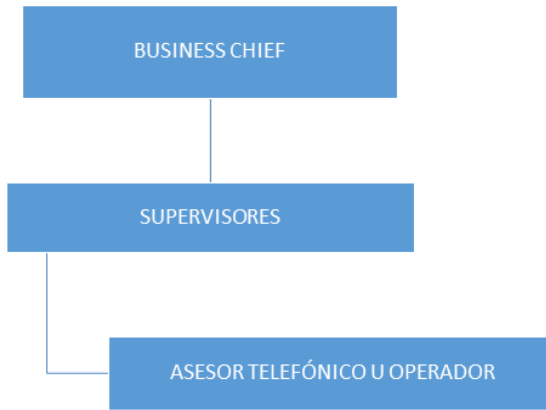 BUSINESS CHIEF
SUPERVISORES
ASESOR TELEFÓNICO U OPERADOR